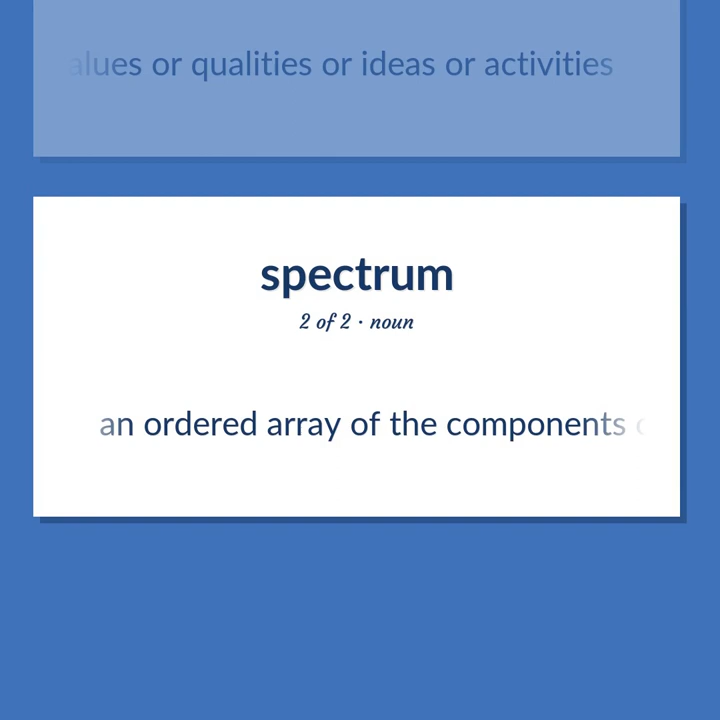 alues or qualities or ideas or activities
spectrum
2 of 2 · noun
an ordered array of the components